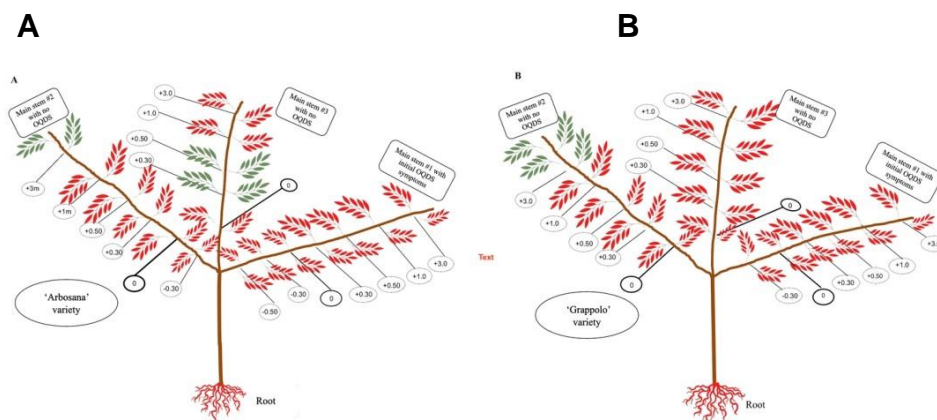 A
B
A
Main stem #2
with no
OQDS
+3.0
Main stem #3
with no
OQDS
+1.0
+0.50
+0.30
0
Main stem #1 with
initial OQDS
symptoms
+3m
+1m
+0.50
+0.30
0
-0.30
-0.50
-0.30
0
+0.30
+0.50
+1.0
+3.0
'Arbosana'
variety
Root
Text
B
Main stem #2
with no
OQDS
+3.0
Main stem #3
with no
OQDS
+1.0
+0.50
+0.30
0
Main stem #1 with
initial OQDS
symptoms
+3.0
+1.0
+0.50
+0.30
0
-0.30
0
+0.30
+0.50
+1.0
+3.0
'Grappolo'
variety
Root